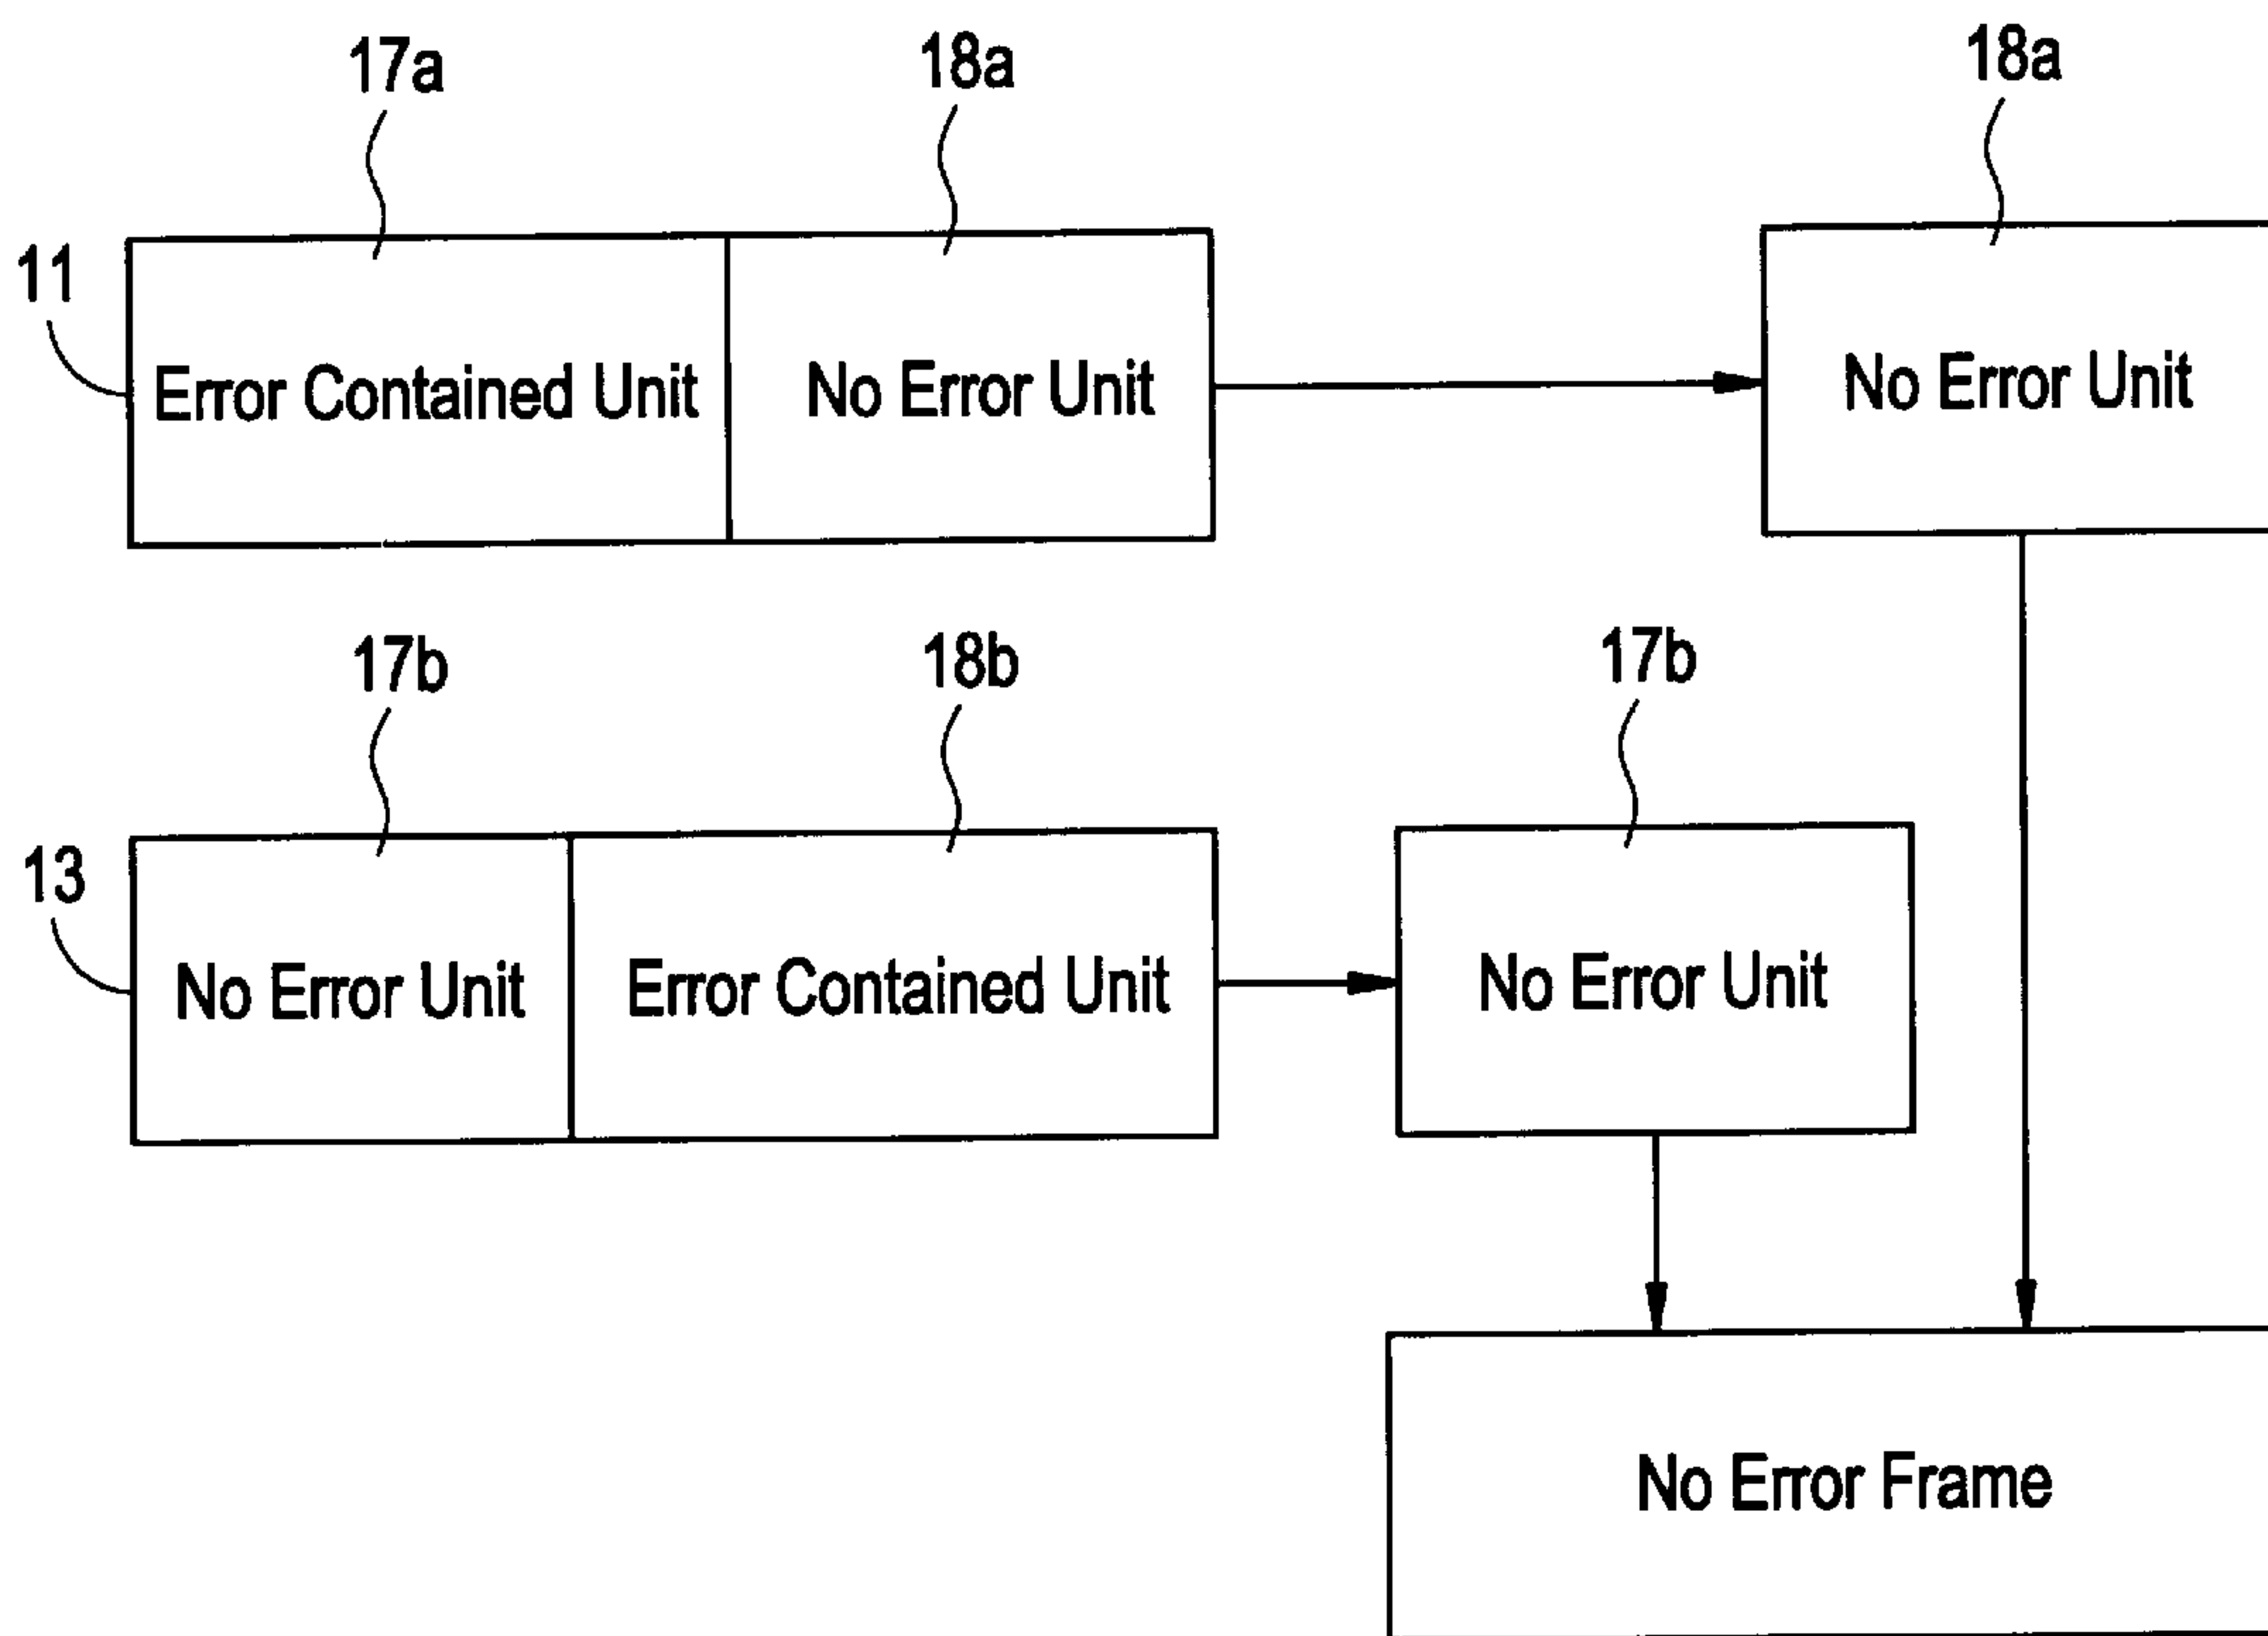 17a
18a
18a
11
Error Contained Unit
No Error Unit
No Error Unit
17b
18b
17b
13
No Error Unit
Error Contained Unit
No Error Unit
No Error Frame